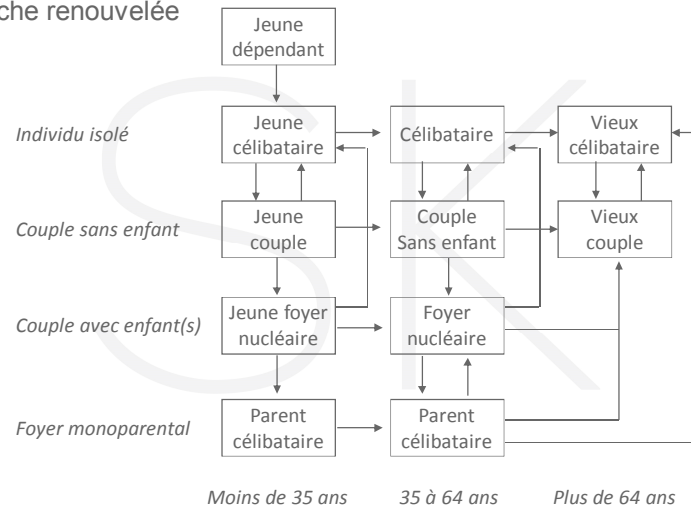 che renouvelée
Jeune
dépendant
Individu isolé
Jeune
célibataire
Célibataire
Vieux
célibataire
Couple sans enfant
Jeune
couple
Couple
Sans enfant
Vieux
couple
Couple avec enfant(s)
Jeune foyer
nucléaire
Foyer
nucléaire
Foyer monoparental
Parent
célibataire
Parent
célibataire
Moins de 35 ans
35 à 64 ans
Plus de 64 ans
SK